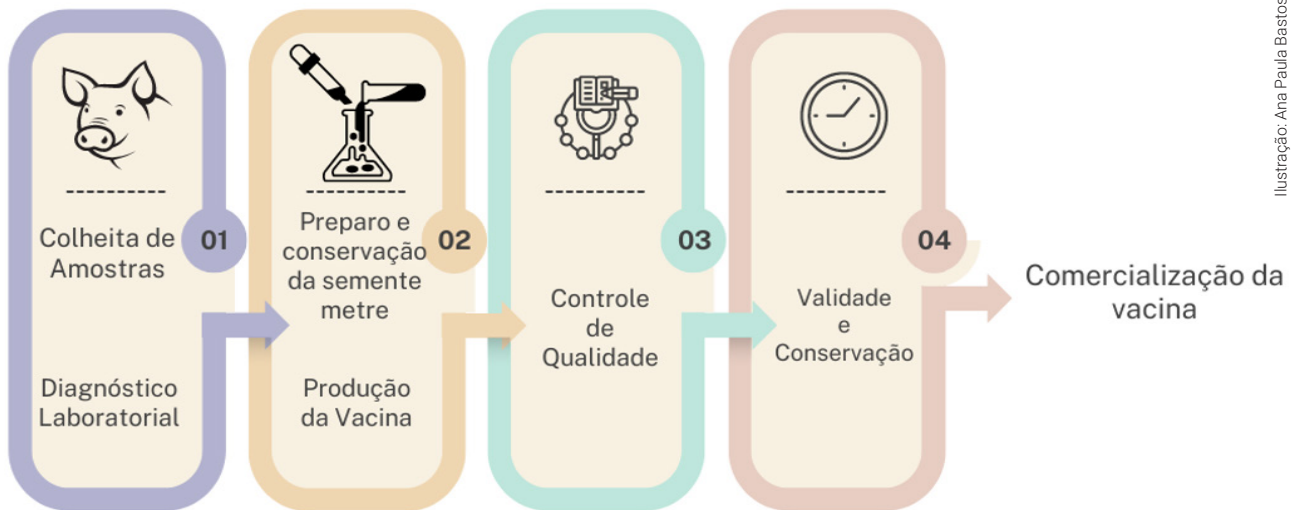 Colheita de
Amostras
01
Diagnóstico
Laboratorial
Preparo e
conservação
da semente
metre
02
Produção
da Vacina
03
Controle
de
Qualidade
04
Validade
e
Conservação
Comercialização da
vacina
Ilustração: Ana Paula Bastos